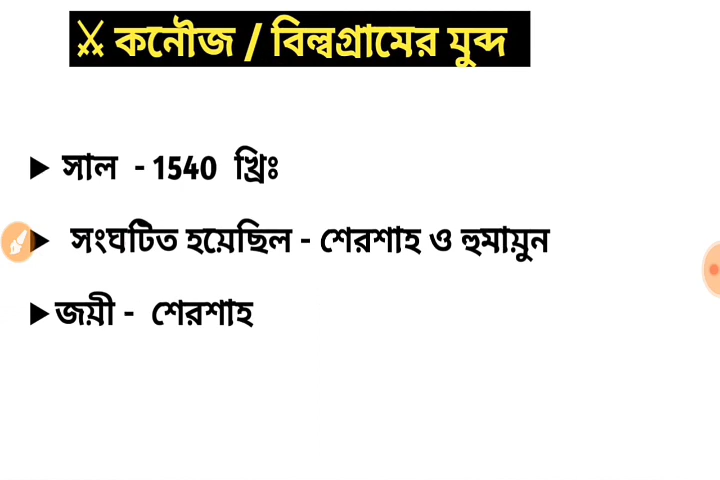 ⚔ কনৌজ / বিল্বগ্রামের যুব্দ
▶ সাল - 1540 খ্রিঃ
▶ সংঘটিত হয়েছিল - শেরশাহ ও হুমায়ুন
▶ জয়ী - শেরশাহ